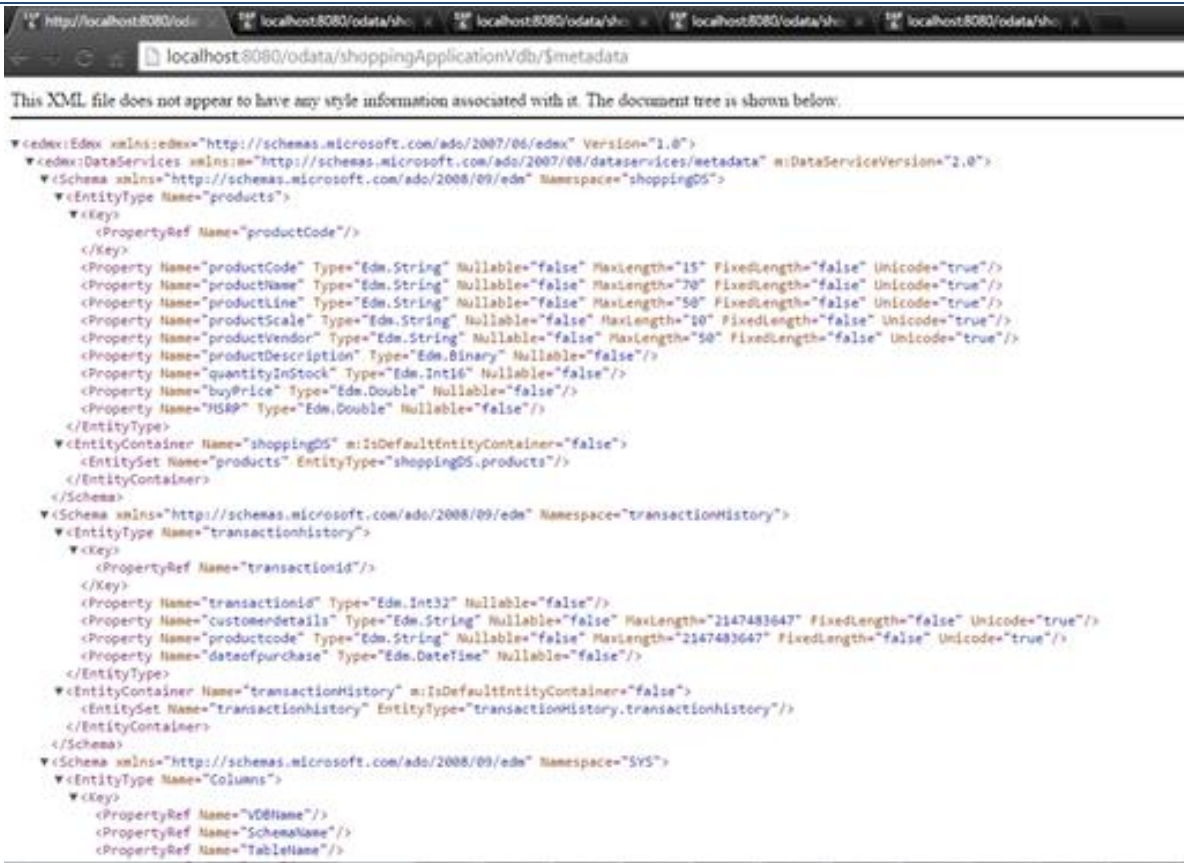 http://localhost:8080/od localhost:8080/odata/sho localhost:8080/odata/sho localhost:8080/odata/sho localhost:8080/odata/sho
localhost:8080/odata/shoppingApplicationVdb/$metadata
This XML file does not appear to have any style information associated with it. The document tree is shown below.
▼<edmx:Edmx xmlns:edmx="http://schemas.microsoft.com/ado/2007/06/edmx" Version="1.0">
▼<edmx:DataServices xmlns:m="http://schemas.microsoft.com/ado/2007/08/dataservices/metadata" m:DataServiceVersion="2.0">
▼<Schema xmlns="http://schemas.microsoft.com/ado/2008/09/edm" Namespace="shoppingDS">
▼<EntityType Name="products">
▼<Key>
<PropertyRef Name="productCode"/>
</Key>
<Property Name="productCode" Type="Edm.String" Nullable="false" MaxLength="15" FixedLength="false" Unicode="true"/>
<Property Name="productName" Type="Edm.String" Nullable="false" MaxLength="70" FixedLength="false" Unicode="true"/>
<Property Name="productLine" Type="Edm.String" Nullable="false" MaxLength="50" FixedLength="false" Unicode="true"/>
<Property Name="productScale" Type="Edm.String" Nullable="false" MaxLength="10" FixedLength="false" Unicode="true"/>
<Property Name="productVendor" Type="Edm.String" Nullable="false" MaxLength="50" FixedLength="false" Unicode="true"/>
<Property Name="productDescription" Type="Edm.Binary" Nullable="false"/>
<Property Name="quantityInStock" Type="Edm.Int16" Nullable="false"/>
<Property Name="buyPrice" Type="Edm.Double" Nullable="false"/>
<Property Name="MSRP" Type="Edm.Double" Nullable="false"/>
</EntityType>
▼<EntityContainer Name="shoppingDS" m:IsDefaultEntityContainer="false">
<EntitySet Name="products" EntityType="shoppingDS.products"/>
</EntityContainer>
</Schema>
▼<Schema xmlns="http://schemas.microsoft.com/ado/2008/09/edm" Namespace="transactionHistory">
▼<EntityType Name="transactionhistory">
▼<Key>
<PropertyRef Name="transactionid"/>
</Key>
<Property Name="transactionid" Type="Edm.Int32" Nullable="false"/>
<Property Name="customerdetails" Type="Edm.String" Nullable="false" MaxLength="2147483647" FixedLength="false" Unicode="true"/>
<Property Name="productcode" Type="Edm.String" Nullable="false" MaxLength="2147483647" FixedLength="false" Unicode="true"/>
<Property Name="dateofpurchase" Type="Edm.DateTime" Nullable="false"/>
</EntityType>
▼<EntityContainer Name="transactionHistory" m:IsDefaultEntityContainer="false">
<EntitySet Name="transactionhistory" EntityType="transactionHistory.transactionhistory"/>
</EntityContainer>
</Schema>
▼<Schema xmlns="http://schemas.microsoft.com/ado/2008/09/edm" Namespace="SYS">
▼<EntityType Name="Columns">
▼<Key>
<PropertyRef Name="VDBName"/>
<PropertyRef Name="SchemaName"/>
<PropertyRef Name="TableName"/>